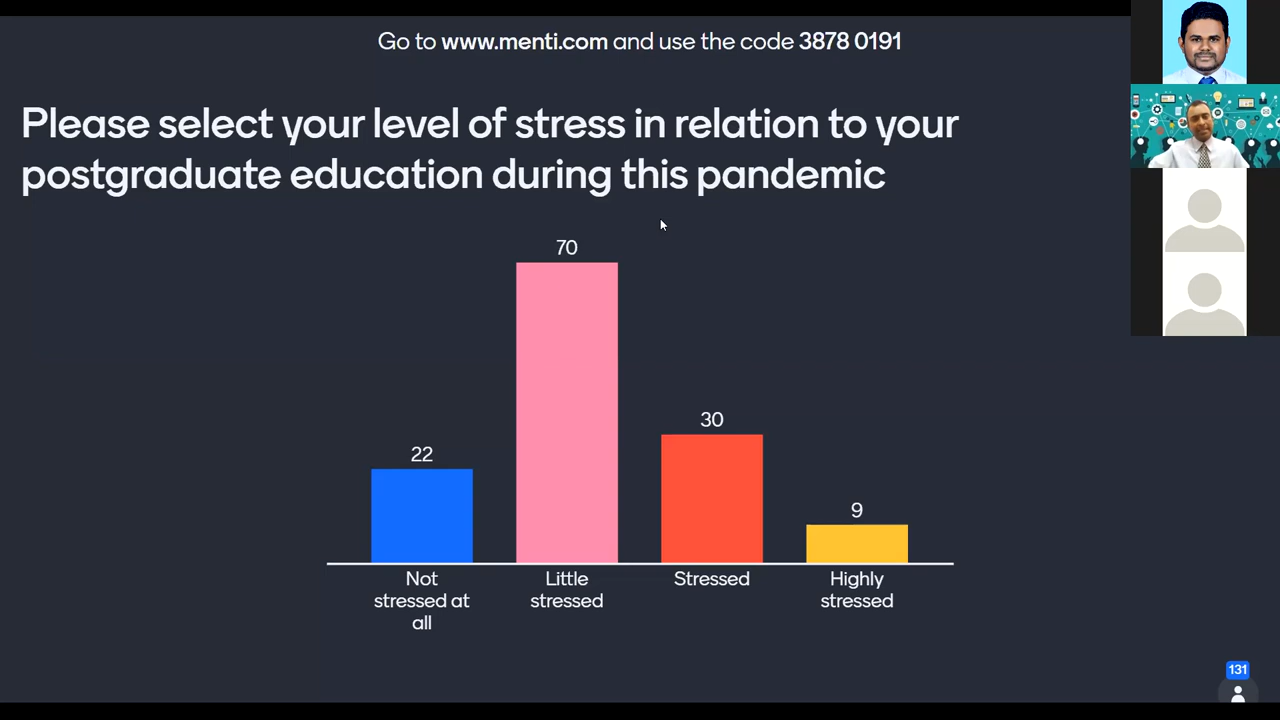 Go to www.menti.com and use the code 3878 0191
Please select your level of stress in relation to your
postgraduate education during this pandemic
22
70
30
9
Not
stressed at
all
Little
stressed
Stressed
Highly
stressed
131